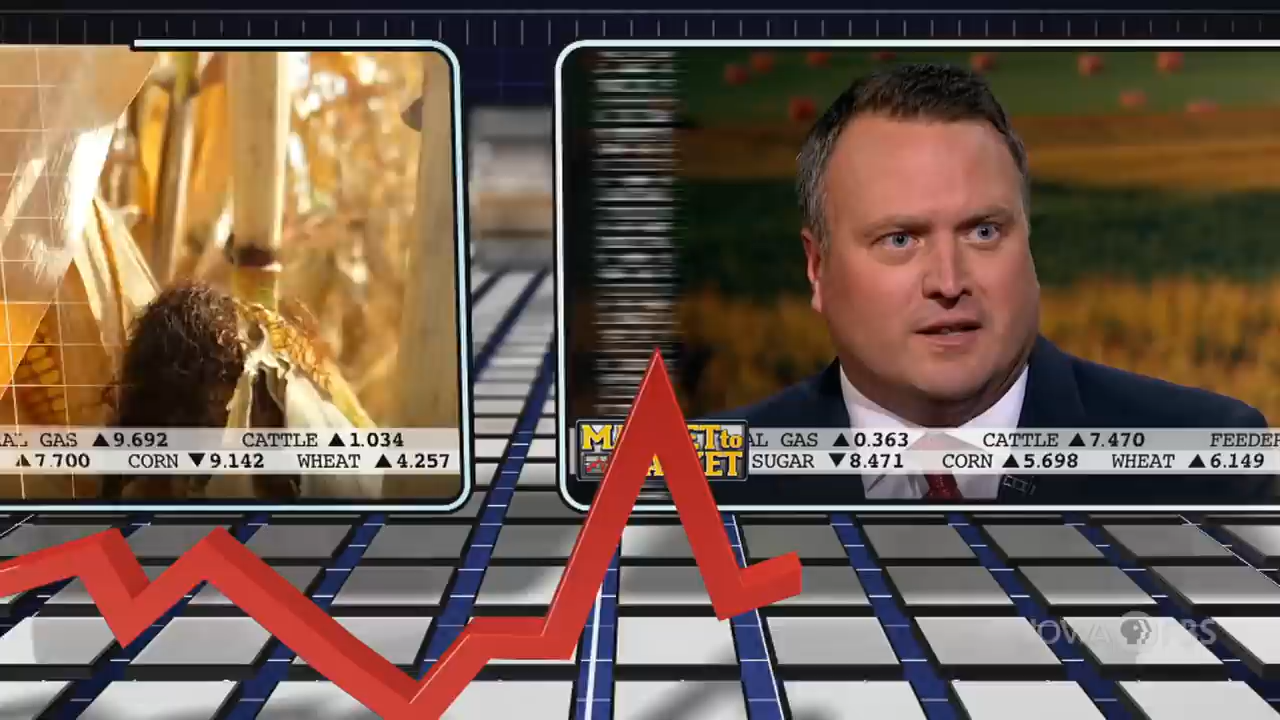 AL GAS ▲9.692 CATTLE ▲1.034
▲7.700 CORN ▼9.142 WHEAT ▲4.257
MARKET to
MARKET
AL GAS ▲0.363 CATTLE ▲7.470 FEEDER
SUGAR ▼8.471 CORN ▲5.698 WHEAT ▲6.149
IOWA PBS